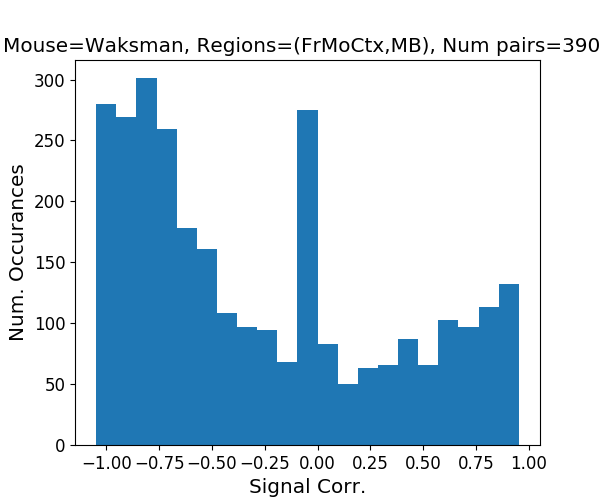 Mouse=Waksman, Regions=(FrMoCtx,MB), Num pairs=390
300
250
200
150
100
50
0
Num. Occurances
−1.00 −0.75 −0.50 −0.25 0.00 0.25 0.50 0.75 1.00
Signal Corr.